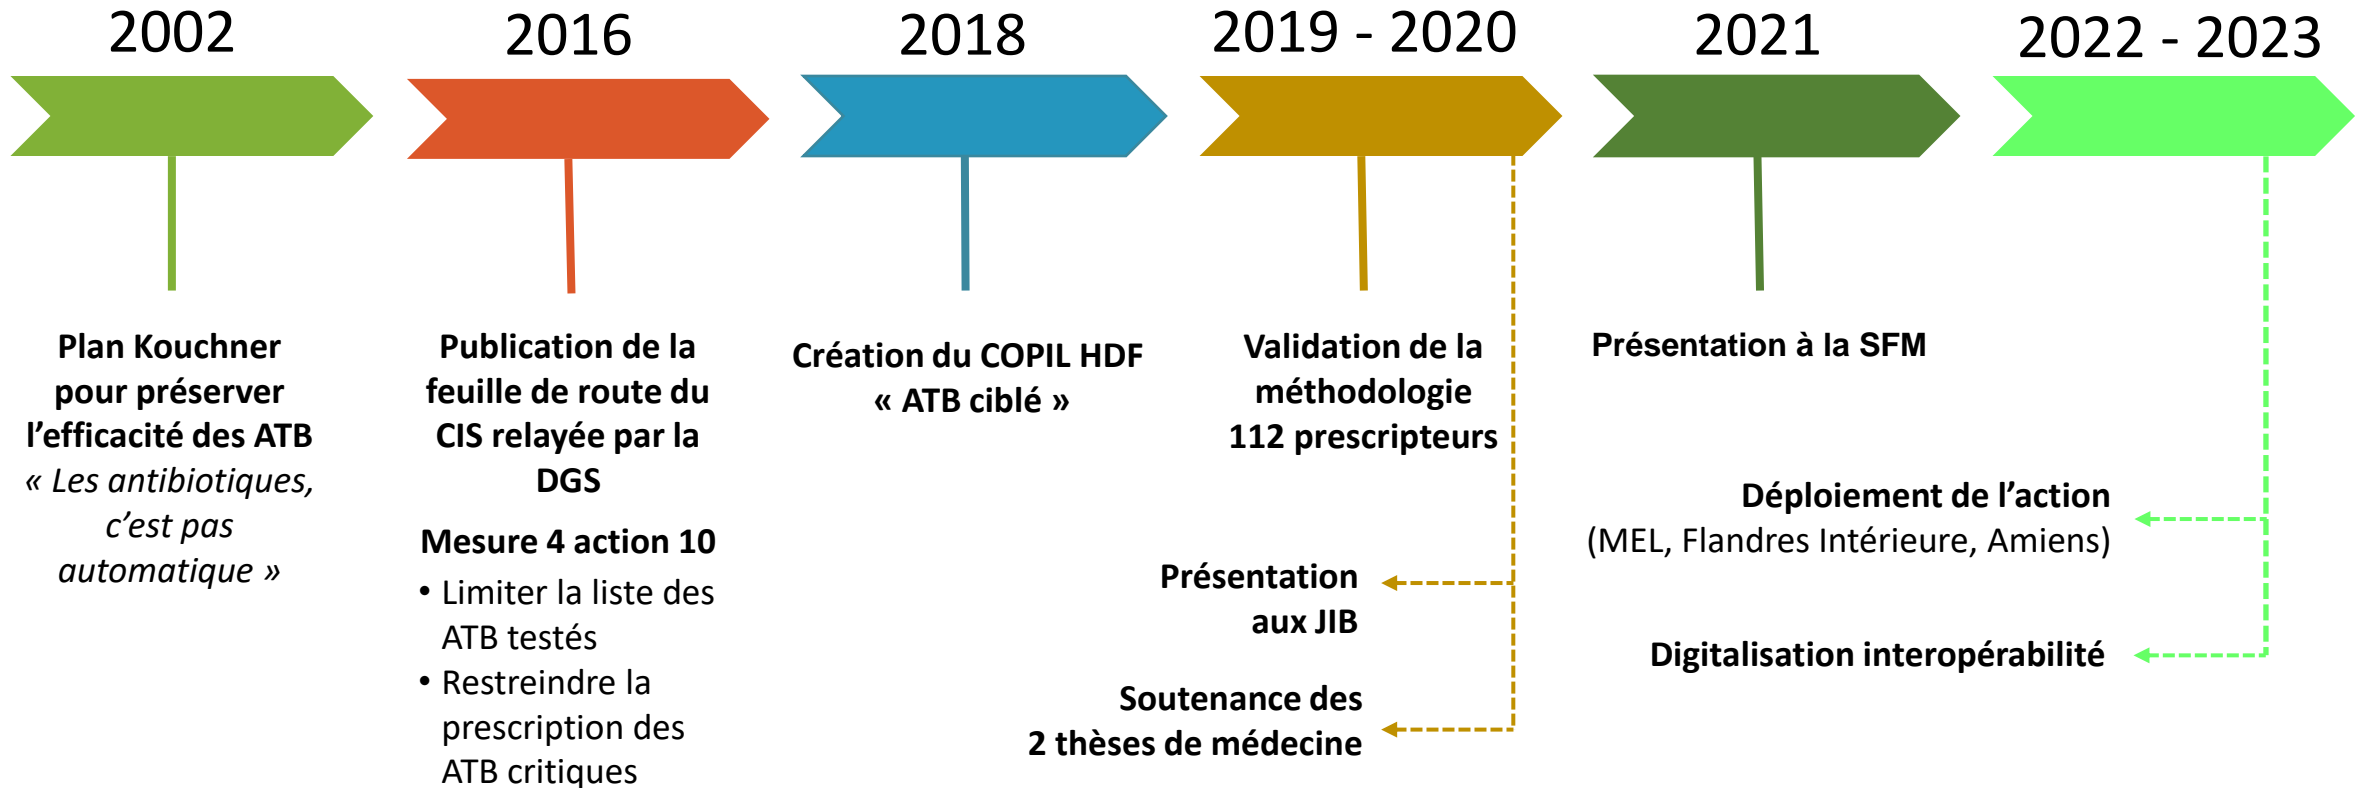 2002
2016
2018
2019 - 2020
2021
2022 - 2023
Plan Kouchner
pour préserver
l’efficacité des ATB
« Les antibiotiques,
c’est pas
automatique »
Publication de la
feuille de route du
CIS relayée par la
DGS
Mesure 4 action 10
• Limiter la liste des
ATB testés
• Restreindre la
prescription des
ATB critiques
Création du COPIL HDF
« ATB ciblé »
Validation de la
méthodologie
112 prescripteurs
Présentation
aux JIB
Soutenance des
2 thèses de médecine
Présentation à la SFM
Déploiement de l’action
(MEL, Flandres Intérieure, Amiens)
Digitalisation interopérabilité